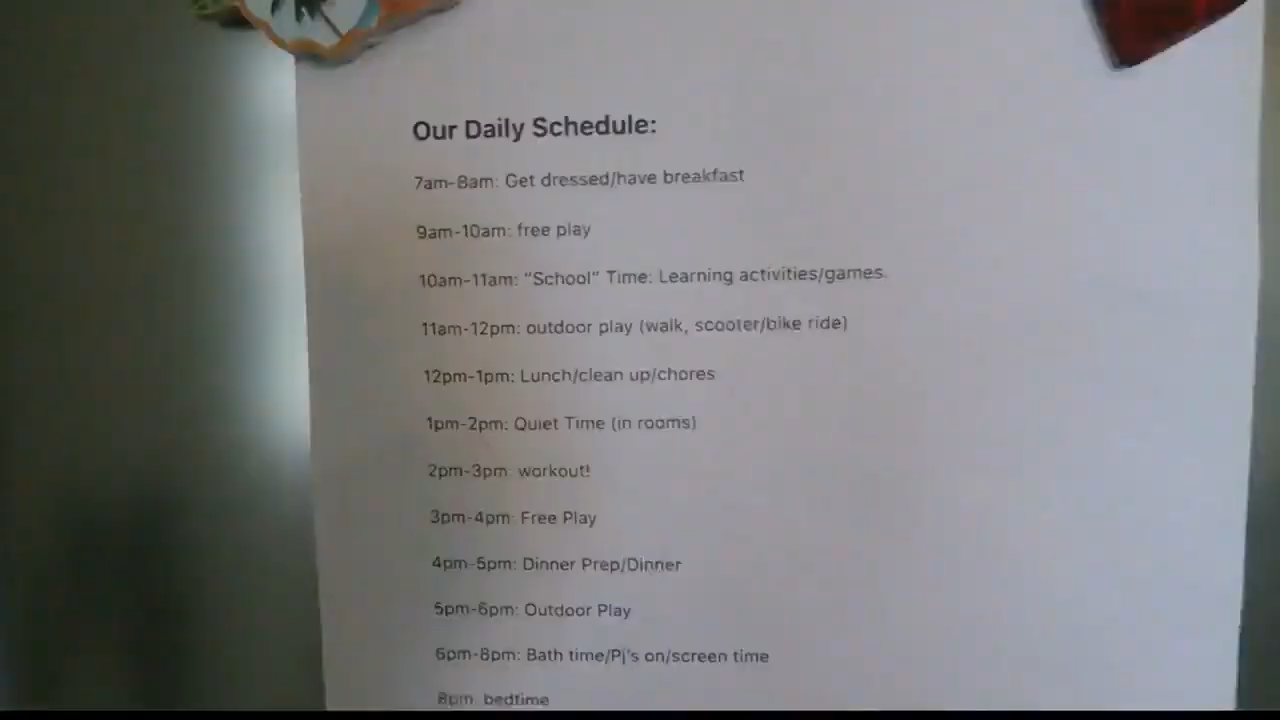 Our Daily Schedule:
7am-8am: Get dressed/have breakfast
9am-10am: free play
10am-11am: “School” Time: Learning activities/games.
11am-12pm: outdoor play (walk, scooter/bike ride)
12pm-1pm: Lunch/clean up/chores
1pm-2pm: Quiet Time (in rooms)
2pm-3pm: workout!
3pm-4pm: Free Play
4pm-5pm: Dinner Prep/Dinner
5pm-6pm: Outdoor Play
6pm-8pm: Bath time/Pj's on/screen time
8pm: bedtime